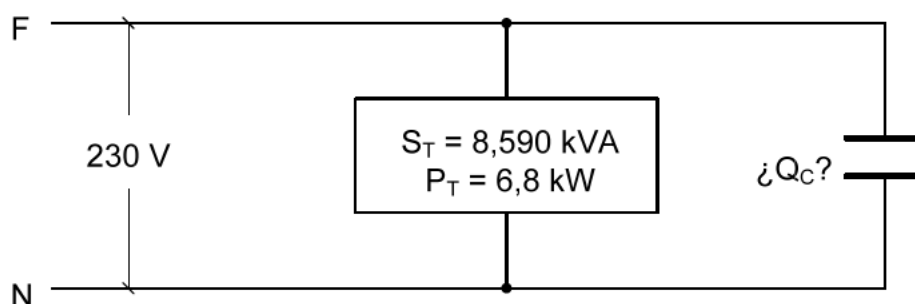 F
230 V
S_T = 8,590 kVA
P_T = 6,8 kW
¿Q_C?
N